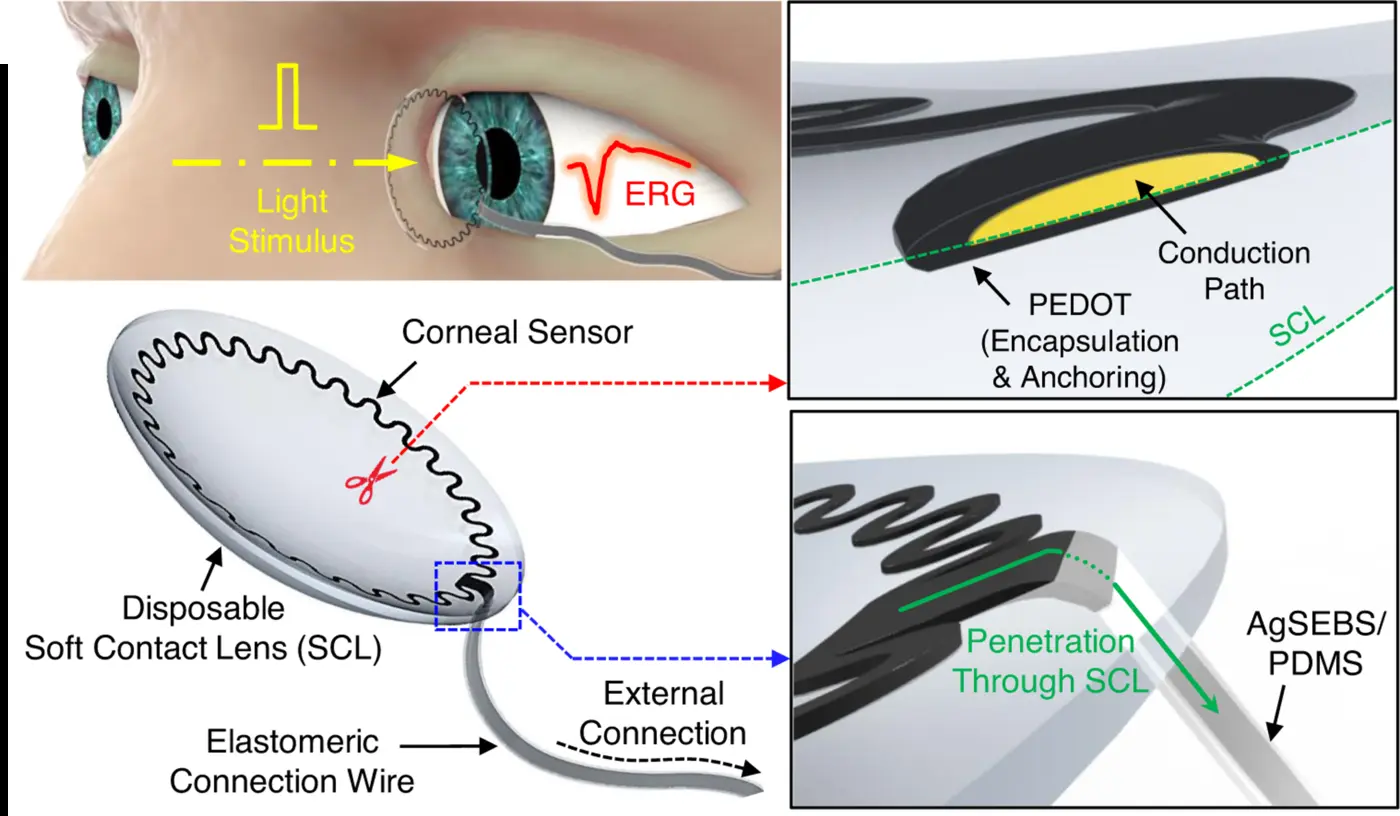 Light
Stimulus
ERG
Conduction
Path
PEDOT
(Encapsulation
& Anchoring)
SCL
Corneal Sensor
Disposable
Soft Contact Lens (SCL)
External
Connection
Elastomeric
Connection Wire
Penetration
Through SCL
AgSEBS/
PDMS